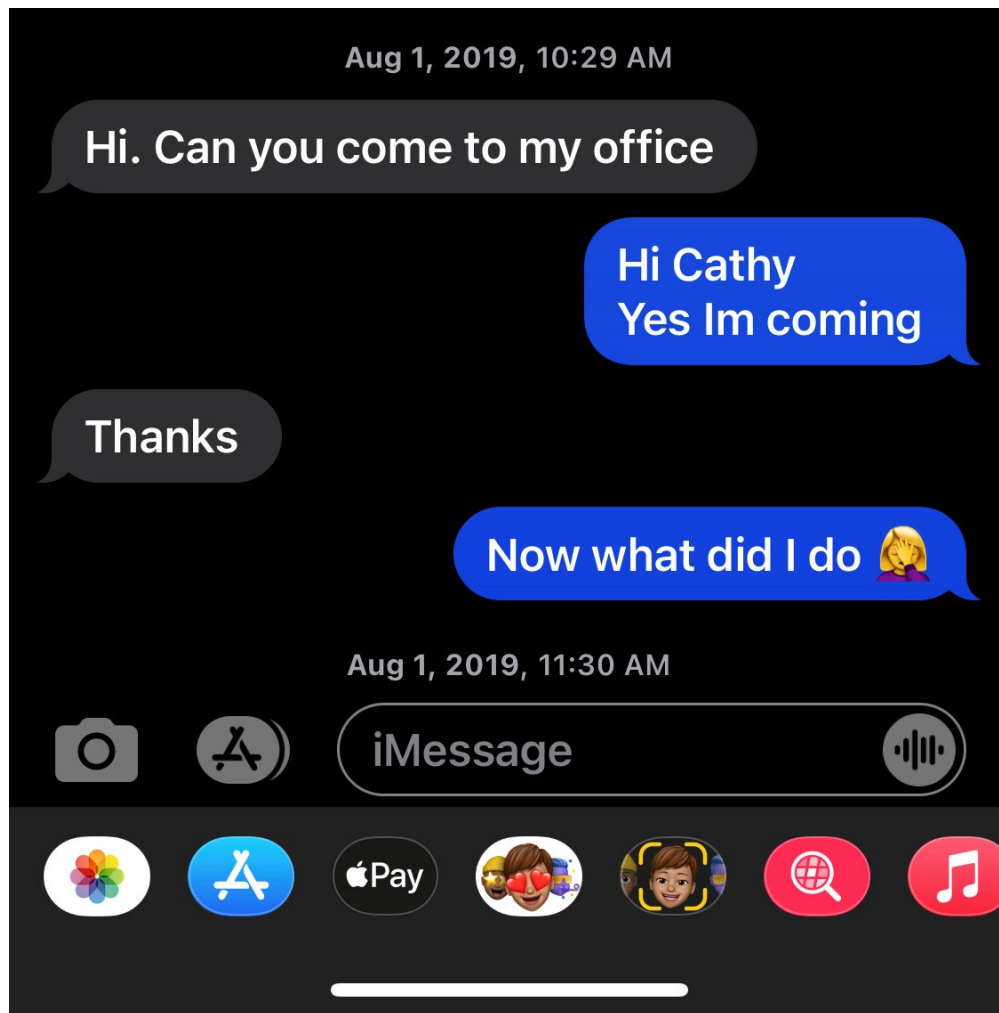 Aug 1, 2019, 10:29 AM
Hi. Can you come to my office
Hi Cathy
Yes Im coming
Thanks
Now what did I do 🤦‍♀️
Aug 1, 2019, 11:30 AM
iMessage
Pay